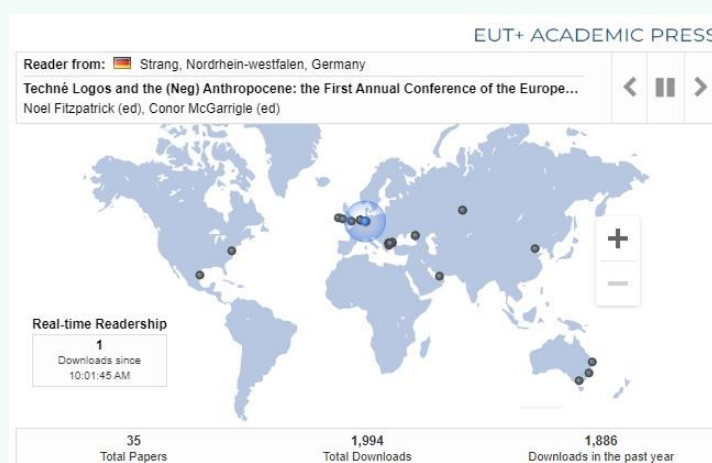 EUT+ ACADEMIC PRESS
Reader from: Strang, Nordrhein-westfalen, Germany
Techné Logos and the (Neg) Anthropocene: the First Annual Conference of the Europe...
Noel Fitzpatrick (ed), Conor McGarrigle (ed)
Real-time Readership
1
Downloads since
10:01:45 AM
35
Total Papers
1,994
Total Downloads
1,886
Downloads in the past year